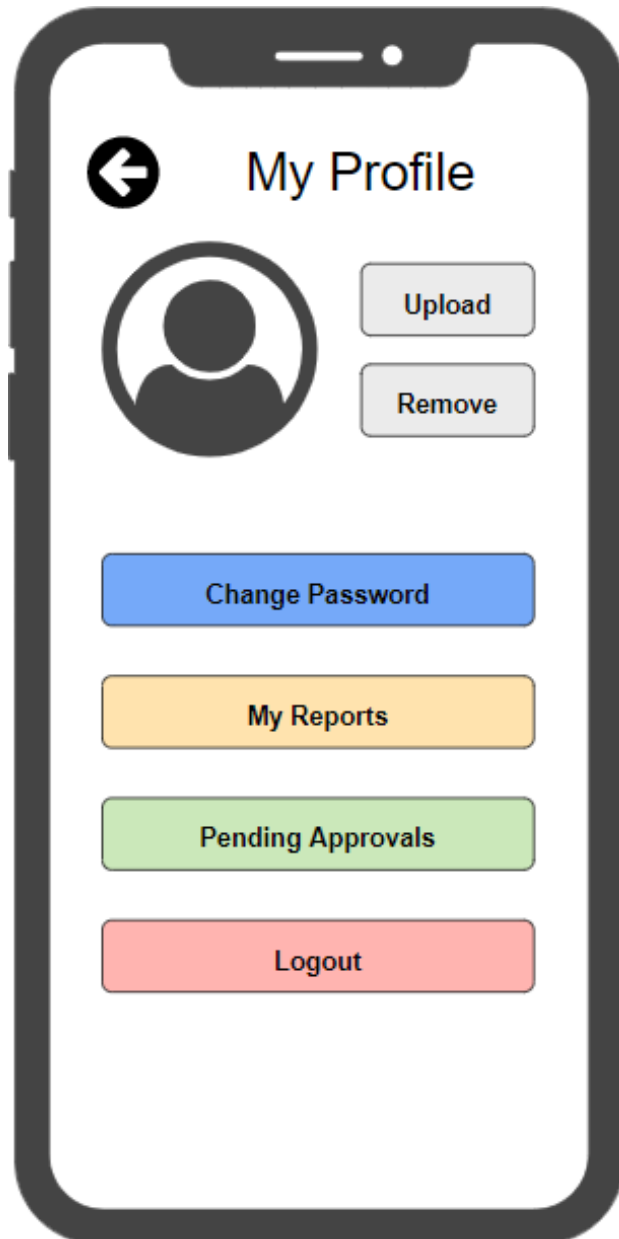 My Profile
Upload
Remove
Change Password
My Reports
Pending Approvals
Logout